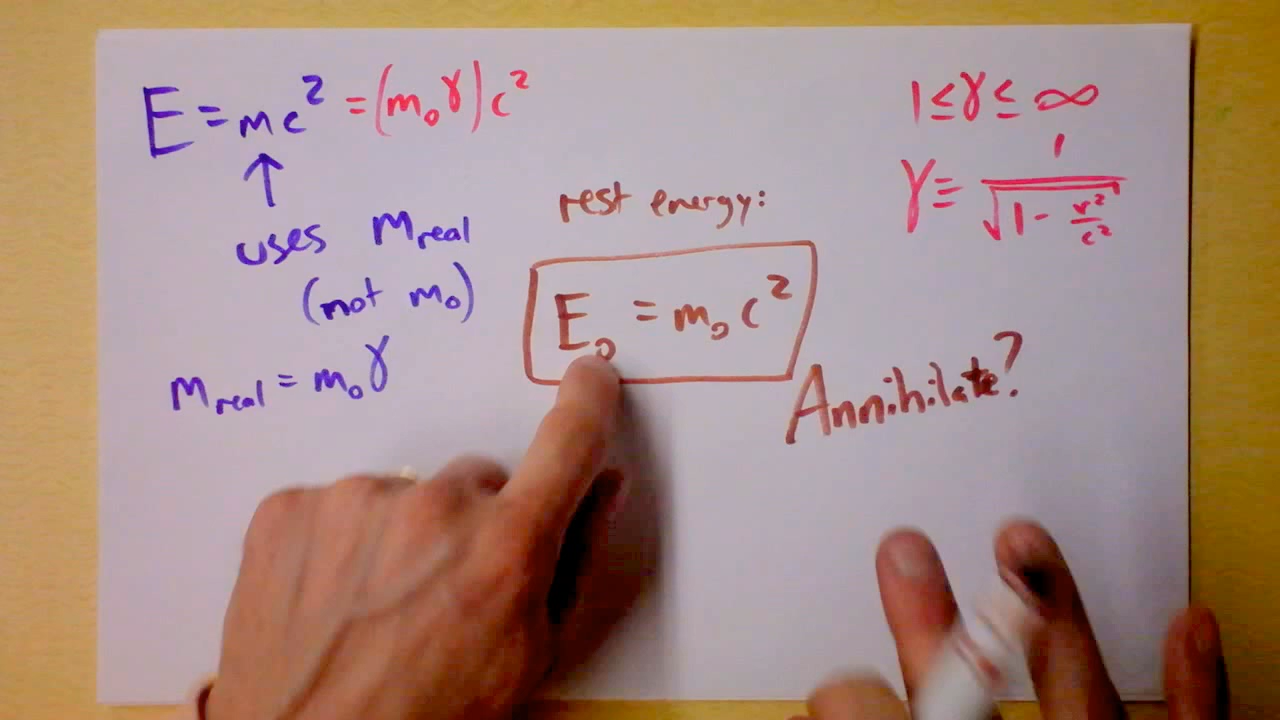 E = mc² = (m₀γ)c²
↑
uses m_real
(not m₀)
m_real = m₀γ
rest energy:
E₀ = m₀c²
Annihilate?
1 ≤ γ ≤ ∞
γ ≡ 1/√(1 - v²/c²)